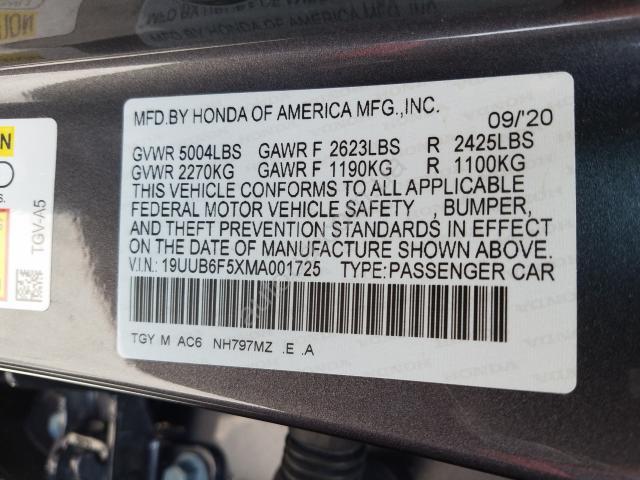 MFD.BY HONDA OF AMERICA MFG.,INC. 09/'20
GVWR 5004LBS GAWR F 2623LBS R 2425LBS
GVWR 2270KG GAWR F 1190KG R 1100KG
THIS VEHICLE CONFORMS TO ALL APPLICABLE
FEDERAL MOTOR VEHICLE SAFETY , BUMPER,
AND THEFT PREVENTION STANDARDS IN EFFECT
ON THE DATE OF MANUFACTURE SHOWN ABOVE.
V.I.N.: 19UUB6F5XMA001725 TYPE:PASSENGER CAR
TGY M AC6 NH797MZ .E .A
TGV-A5